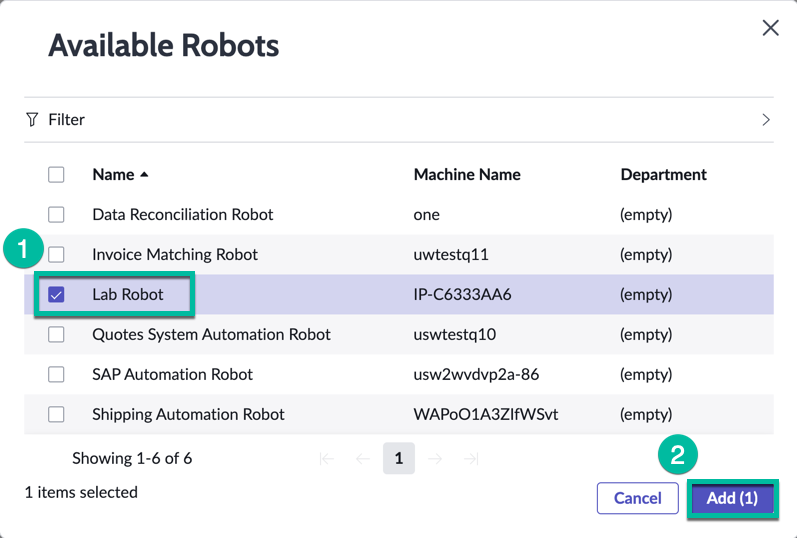 Available Robots
Filter
Name Machine Name Department
Data Reconciliation Robot one (empty)
1
Invoice Matching Robot uwtestq11 (empty)
Lab Robot IP-C6333AA6 (empty)
Quotes System Automation Robot uswtestq10 (empty)
SAP Automation Robot usw2wvdvp2a-86 (empty)
Shipping Automation Robot WAPoO1A3ZIfWSvt (empty)
Showing 1-6 of 6 1
2
1 items selected
Cancel Add (1)